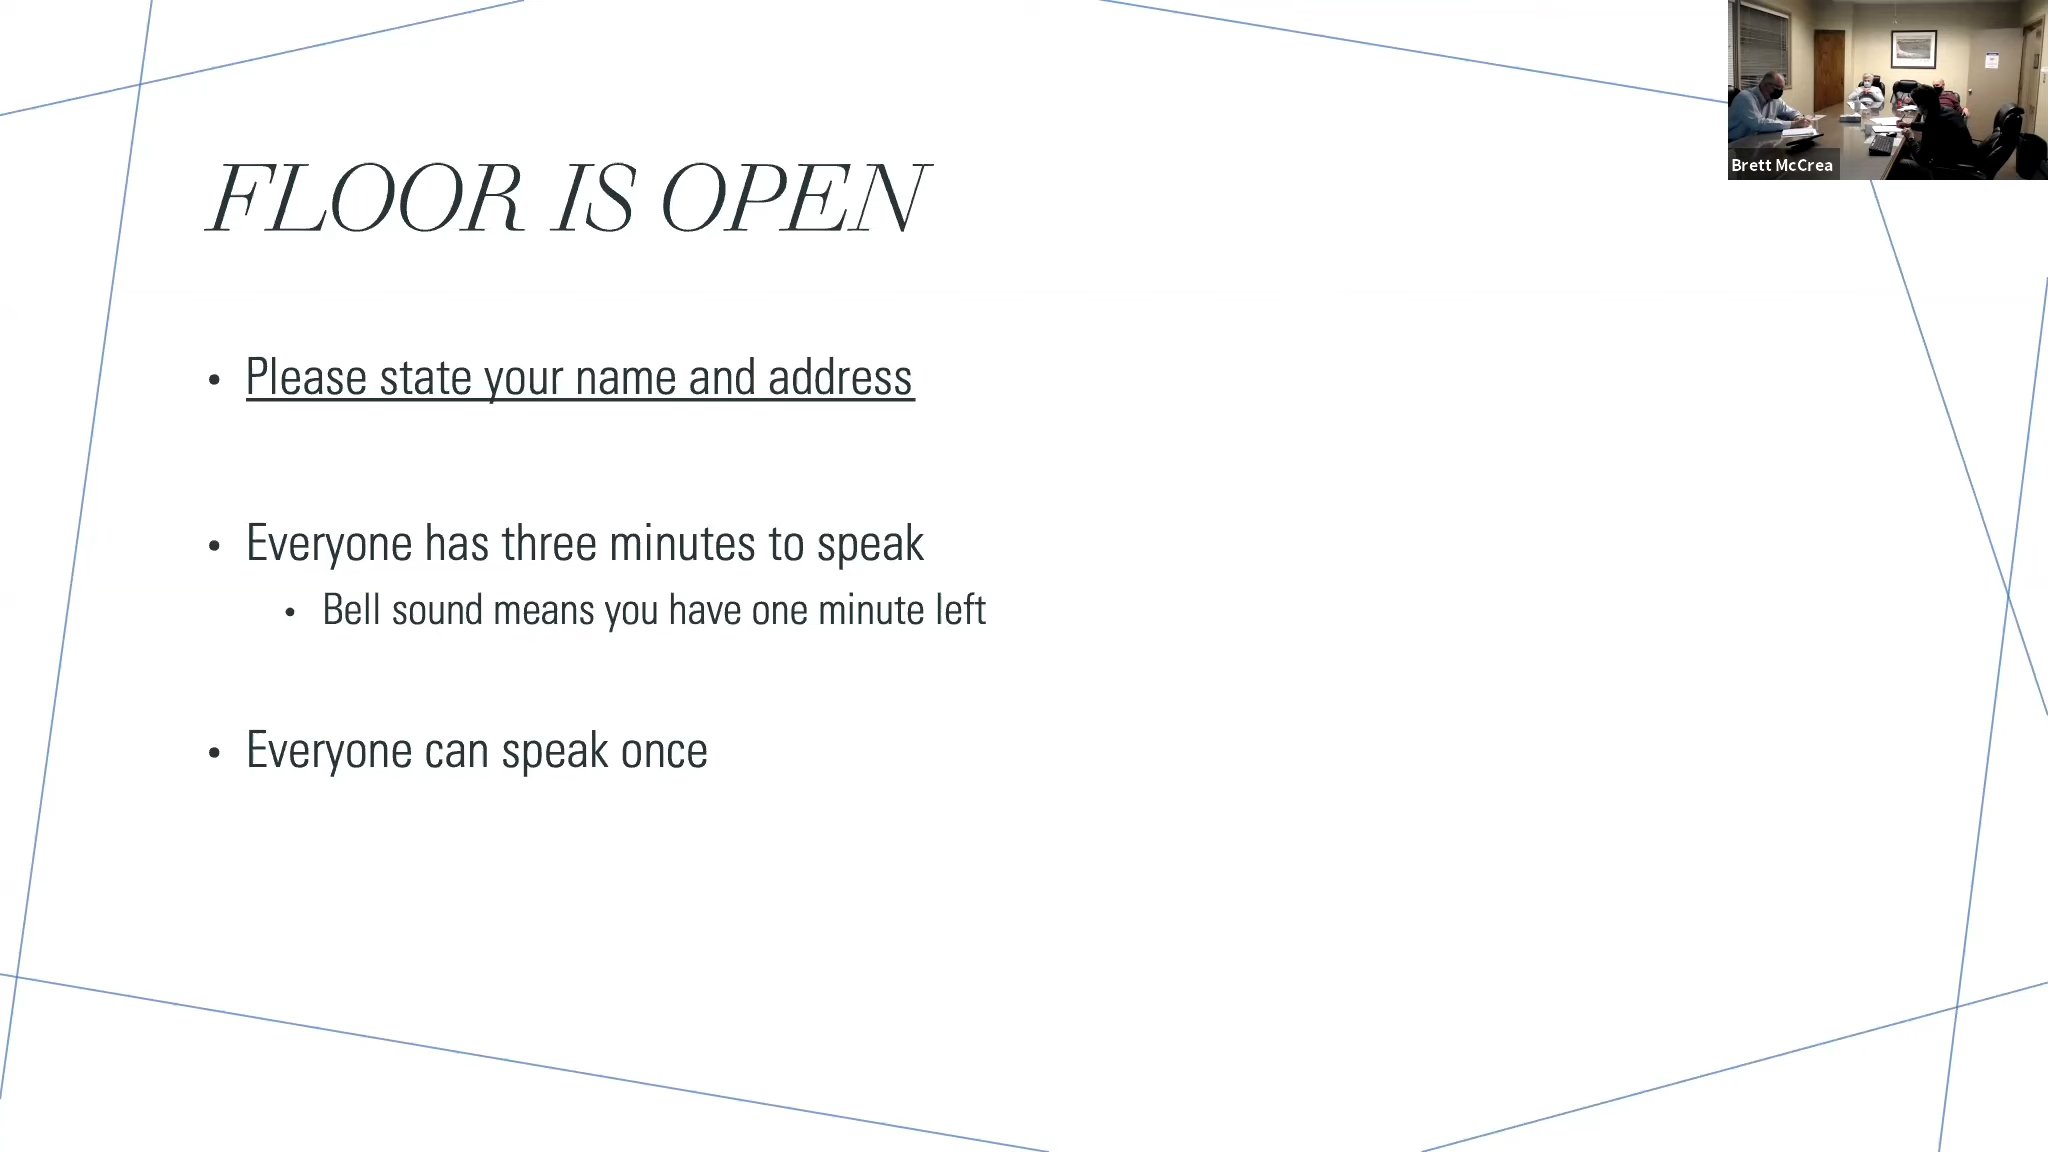 FLOOR IS OPEN
• Please state your name and address
• Everyone has three minutes to speak
• Bell sound means you have one minute left
• Everyone can speak once
Brett McCrea